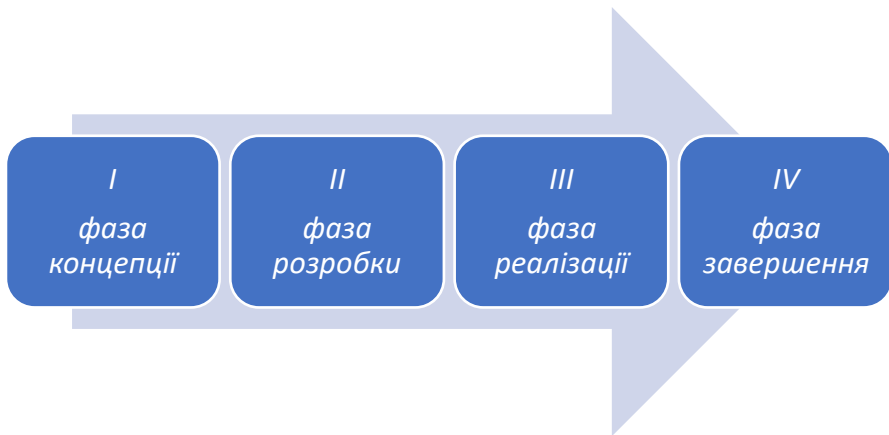 I
фаза
концепції
II
фаза
розробки
III
фаза
реалізації
IV
фаза
завершення